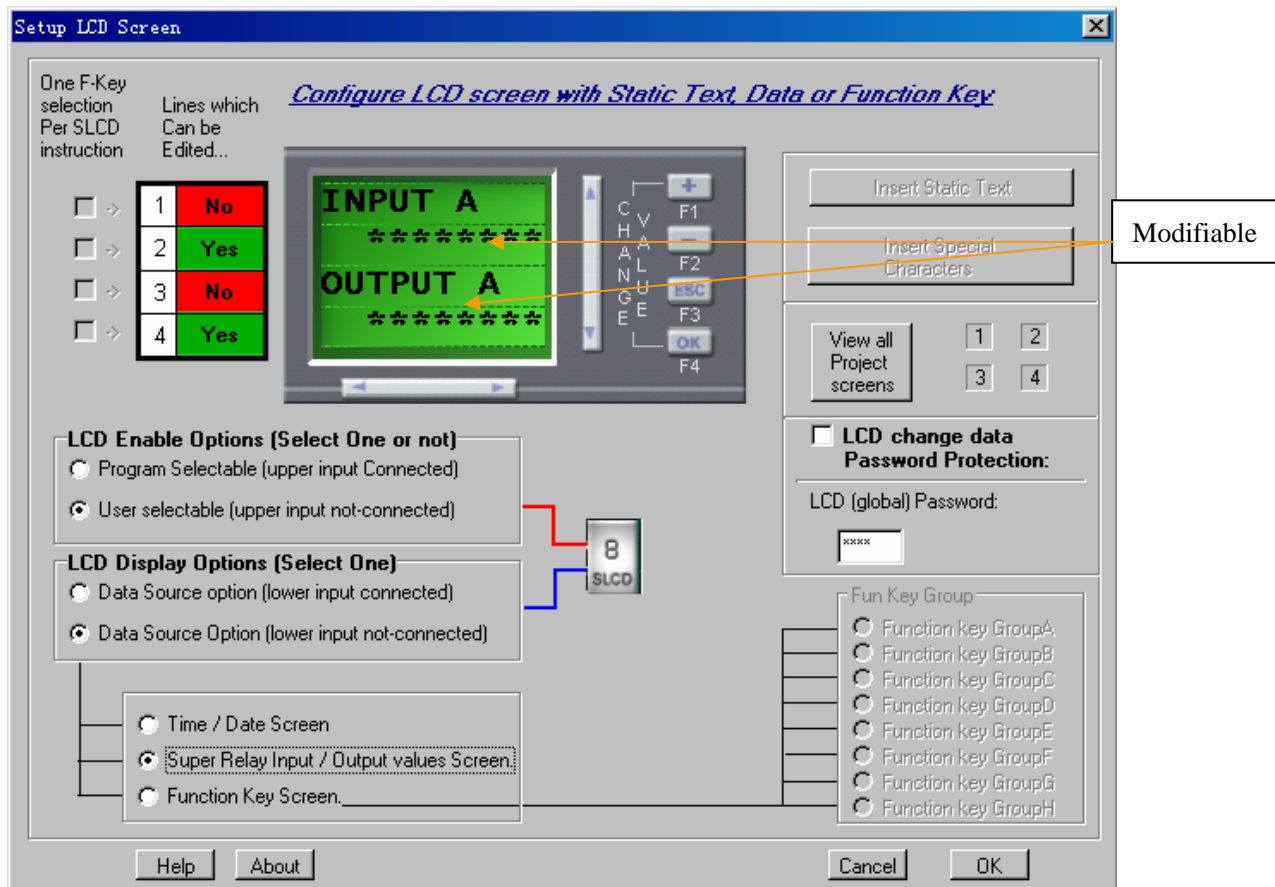 Setup LCD Screen
One F-Key
selection
Per SLCD
instruction
Lines which
Can be
Edited...
Configure LCD screen with Static Text, Data or Function Key
1 No
2 Yes
3 No
4 Yes
INPUT A
********
OUTPUT A
********
CHANGE
VALUE
+
F1
−
F2
ESC
F3
OK
F4
Insert Static Text
Insert Special
Characters
Modifiable
View all
Project
screens
1 2
3 4
LCD Enable Options (Select One or not)
Program Selectable (upper input Connected)
User selectable (upper input not-connected)
LCD Display Options (Select One)
Data Source option (lower input connected)
Data Source Option (lower input not-connected)
8
SLCD
LCD change data
Password Protection:
LCD (global) Password:
××××
Time / Date Screen
Super Relay Input / Output values Screen.
Function Key Screen.
Fun Key Group
Function key GroupA
Function key GroupB
Function key GroupC
Function key GroupD
Function key GroupE
Function key GroupF
Function key GroupG
Function key GroupH
Help
About
Cancel
OK